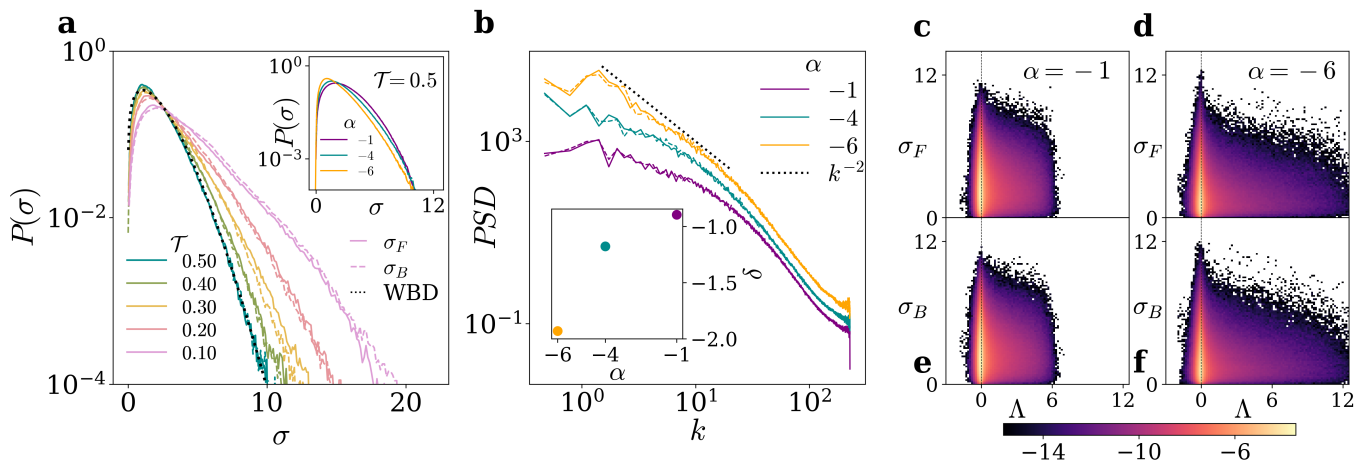 a
10^0
10^-2
10^-4
P(σ)
0
10
20
σ
𝒯
0.50
0.40
0.30
0.20
0.10
σ_F
σ_B
WBD
10^0
10^-3
P(σ)
𝒯 = 0.5
α
−1
−4
−6
0
6
12
σ
b
PSD
10^3
10^-1
10^0
10^1
10^2
k
α
−1
−4
−6
k^-2
−1.0
−1.5
−2.0
δ
−6
−4
−1
α
c
12
σ_F
0
α = −1
d
12
σ_F
0
α = −6
12
σ_B
0
e
0
6
12
Λ
12
σ_B
0
f
0
6
12
Λ
−14
−10
−6